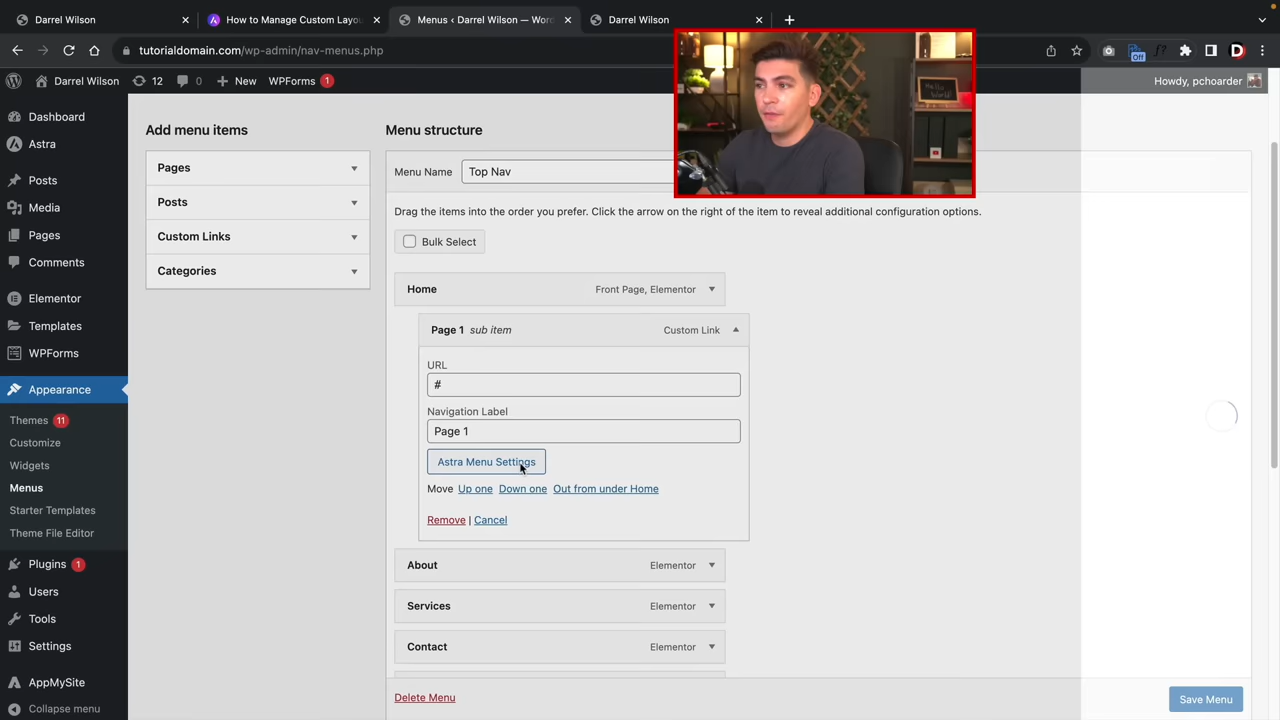 Darrel Wilson
How to Manage Custom Layou
Menus ‹ Darrel Wilson — Word
Darrel Wilson
tutorialdomain.com/wp-admin/nav-menus.php
Off
f?
D
Darrel Wilson
12
0
New
WPForms 1
Howdy, pchoarder
Hello World!
Dashboard
Astra
Posts
Media
Pages
Comments
Elementor
Templates
WPForms
Appearance
Themes 11
Customize
Widgets
Menus
Starter Templates
Theme File Editor
Plugins 1
Users
Tools
Settings
AppMySite
Collapse menu
Add menu items
Pages
Posts
Custom Links
Categories
Menu structure
Menu Name Top Nav
Drag the items into the order you prefer. Click the arrow on the right of the item to reveal additional configuration options.
Bulk Select
Home Front Page, Elementor
Page 1 sub item Custom Link
URL
#
Navigation Label
Page 1
Astra Menu Settings
Move Up one Down one Out from under Home
Remove | Cancel
About Elementor
Services Elementor
Contact Elementor
Delete Menu
Save Menu